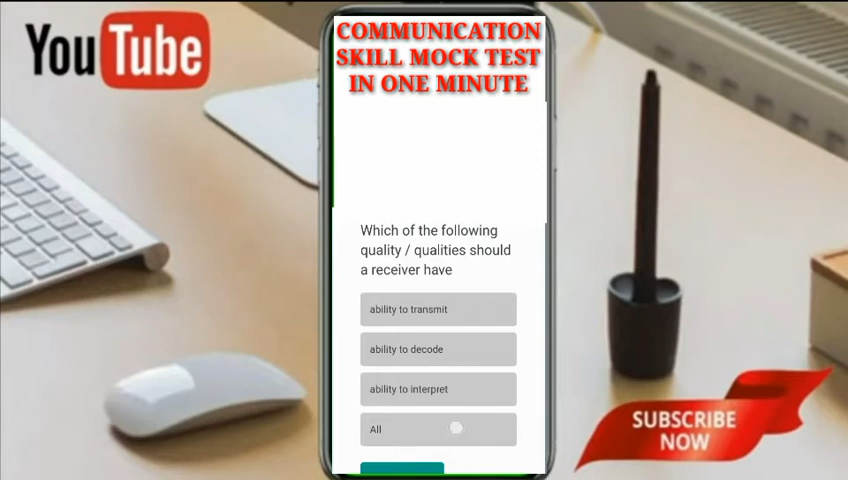 YouTube
COMMUNICATION
SKILL MOCK TEST
IN ONE MINUTE
Which of the following
quality / qualities should
a receiver have
ability to transmit
ability to decode
ability to interpret
All
SUBSCRIBE
NOW